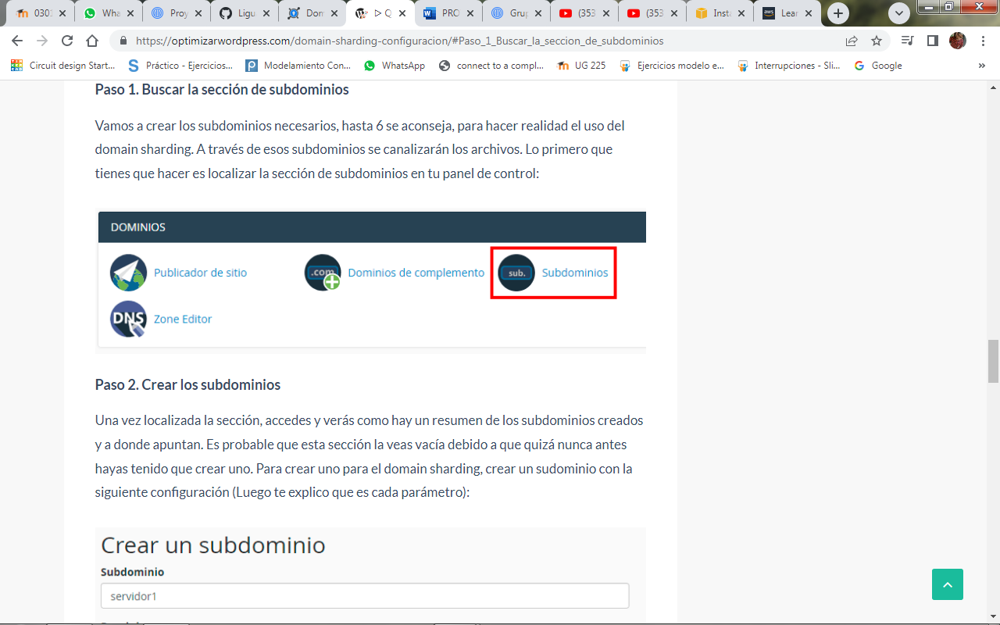 0301
Wha
Proy
Ligu
Dom
▷ Q
PRO
Grup
(353
(353
Insta
aws
Lear
https://optimizarwordpress.com/domain-sharding-configuracion/#Paso_1_Buscar_la_seccion_de_subdominios
Circuit design Start...
Práctico - Ejercicios...
Modelamiento Con...
WhatsApp
connect to a compl...
UG 225
Ejercicios modelo e...
Interrupciones - Sli...
Google
»
Paso 1. Buscar la sección de subdominios
Vamos a crear los subdominios necesarios, hasta 6 se aconseja, para hacer realidad el uso del
domain sharding. A través de esos subdominios se canalizarán los archivos. Lo primero que
tienes que hacer es localizar la sección de subdominios en tu panel de control:
DOMINIOS
Publicador de sitio
.com
Dominios de complemento
sub.
Subdominios
DNS
Zone Editor
Paso 2. Crear los subdominios
Una vez localizada la sección, accedes y verás como hay un resumen de los subdominios creados
y a donde apuntan. Es probable que esta sección la veas vacía debido a que quizá nunca antes
hayas tenido que crear uno. Para crear uno para el domain sharding, crear un sudominio con la
siguiente configuración (Luego te explico que es cada parámetro):
Crear un subdominio
Subdominio
servidor1